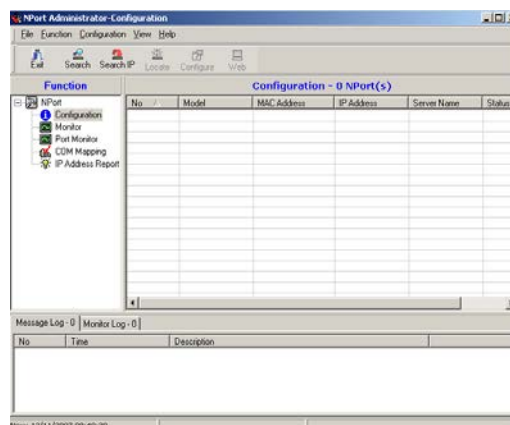 NPort Administrator-Configuration
File Function Configuration View Help
Exit Search Search IP Locate Configure Web
Function
Configuration - 0 NPort(s)
NPort
Configuration
Monitor
Port Monitor
COM Mapping
IP Address Report
No Model MAC Address IP Address Server Name Status
Message Log - 0 Monitor Log - 0
No Time Description